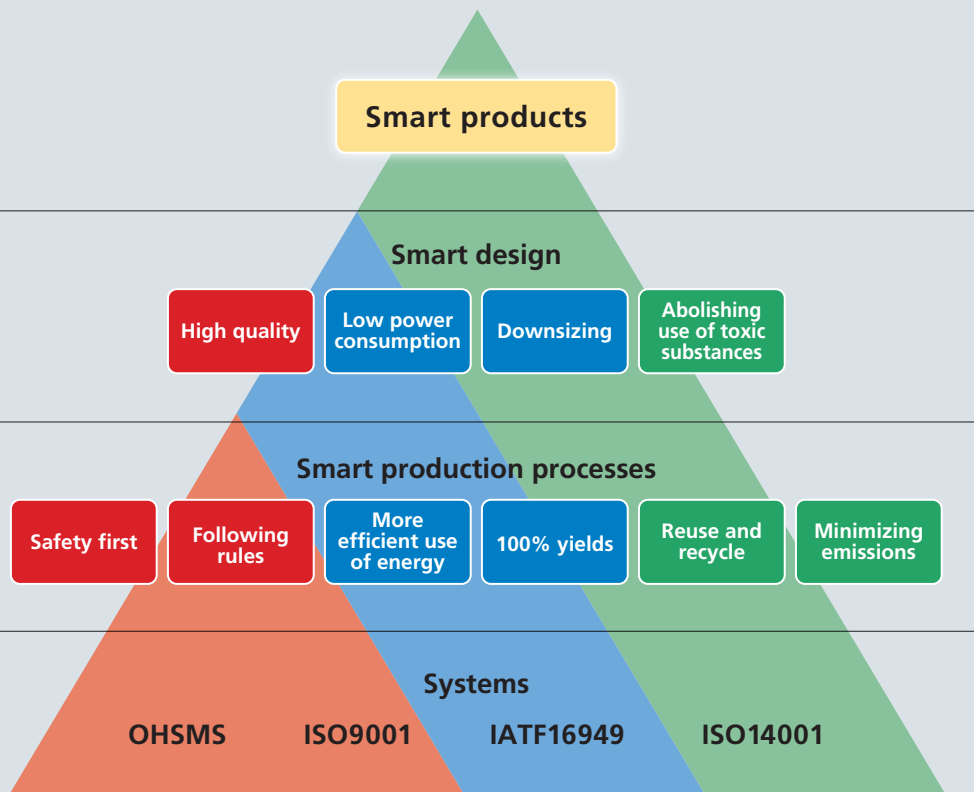 Smart products
Smart design
High quality
Low power
consumption
Downsizing
Abolishing
use of toxic
substances
Smart production processes
Safety first
Following
rules
More
efficient use
of energy
100% yields
Reuse and
recycle
Minimizing
emissions
Systems
OHSMS
ISO9001
IATF16949
ISO14001